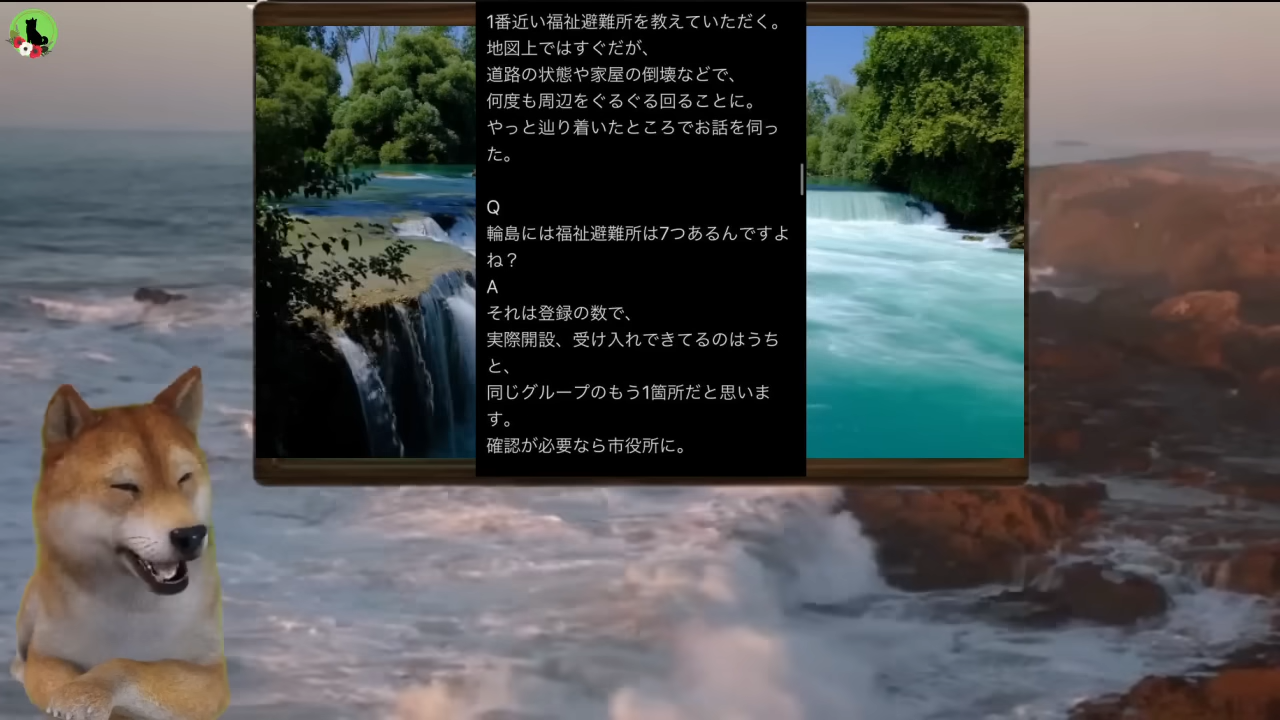 1番近い福祉避難所を教えていただく。
地図上ではすぐだが、
道路の状態や家屋の倒壊などで、
何度も周辺をぐるぐる回ることに。
やっと辿り着いたところでお話を伺っ
た。
Q
輪島には福祉避難所は7つあるんですよ
ね？
A
それは登録の数で、
実際開設、受け入れできてるのはうち
と、
同じグループのもう1箇所だと思いま
す。
確認が必要なら市役所に。